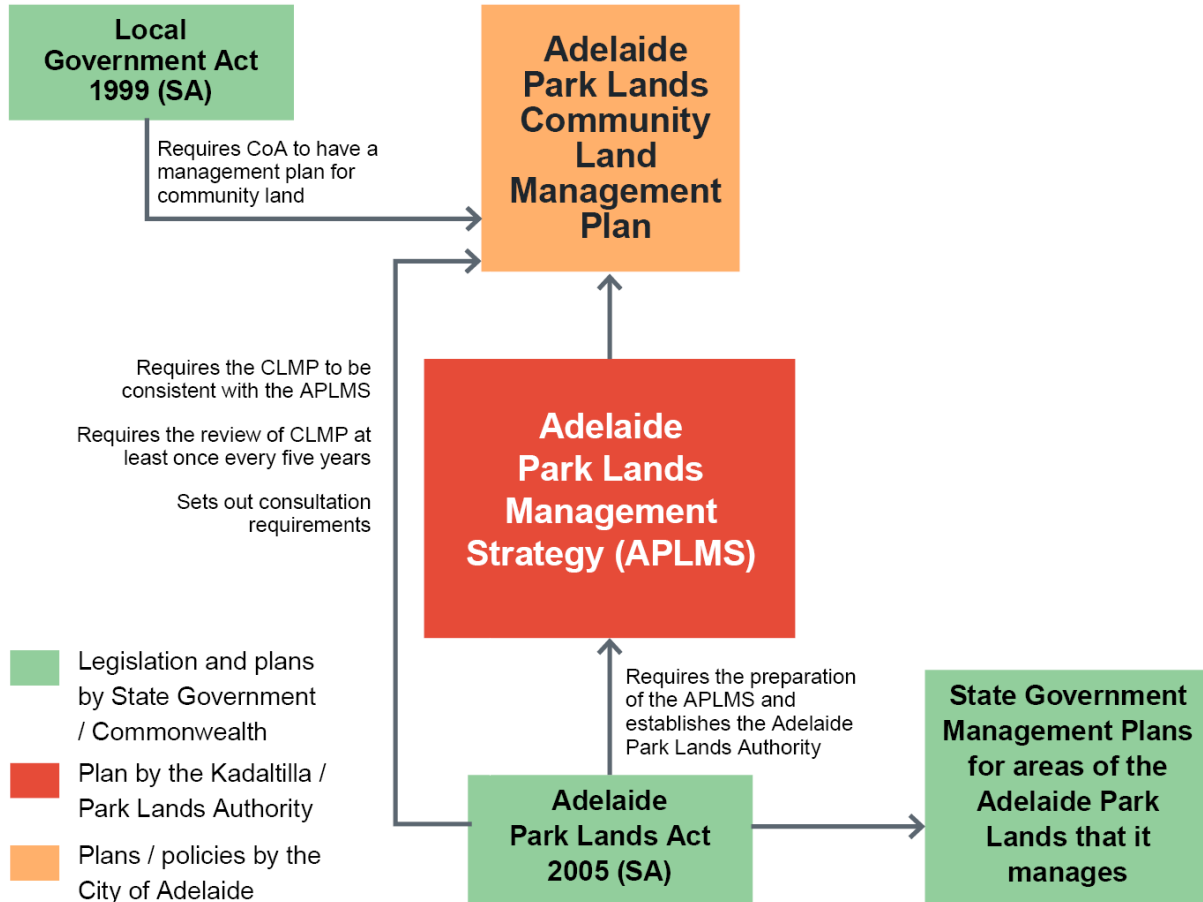 Local
Government Act
1999 (SA)
Adelaide
Park Lands
Community
Land
Management
Plan
Requires CoA to have a
management plan for
community land
Requires the CLMP to be
consistent with the APLMS
Requires the review of CLMP at
least once every five years
Sets out consultation
requirements
Adelaide
Park Lands
Management
Strategy (APLMS)
Legislation and plans
by State Government
/ Commonwealth
Plan by the Kadaltilla /
Park Lands Authority
Plans / policies by the
City of Adelaide
Requires the preparation
of the APLMS and
establishes the Adelaide
Park Lands Authority
Adelaide
Park Lands Act
2005 (SA)
State Government
Management Plans
for areas of the
Adelaide Park
Lands that it
manages